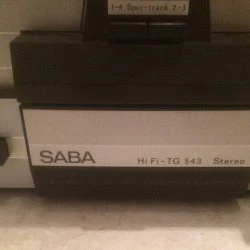 1-4 Spur-track 2-3
SABA
Hi Fi-TG 543 Stereo